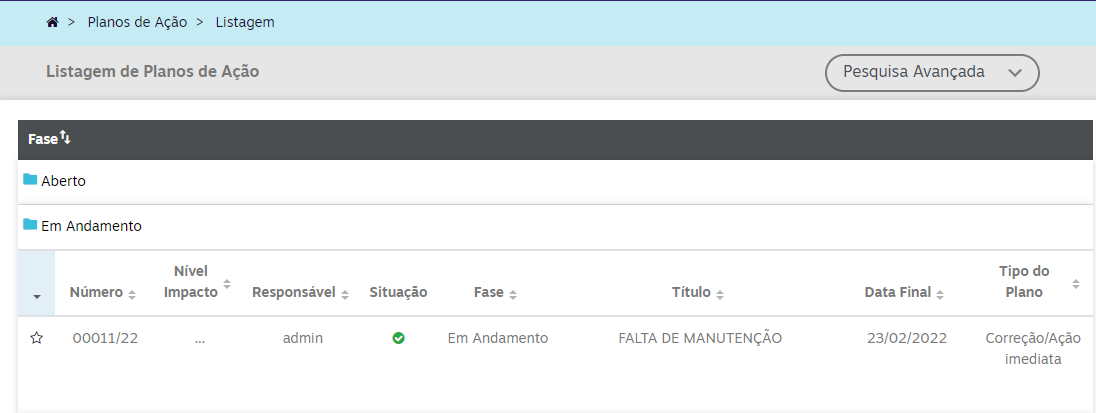 > Planos de Ação > Listagem
Listagem de Planos de Ação
Pesquisa Avançada
Fase
Aberto
Em Andamento
Número Nível Impacto Responsável Situação Fase Título Data Final Tipo do Plano
00011/22 ... admin Em Andamento FALTA DE MANUTENÇÃO 23/02/2022 Correção/Ação
imediata